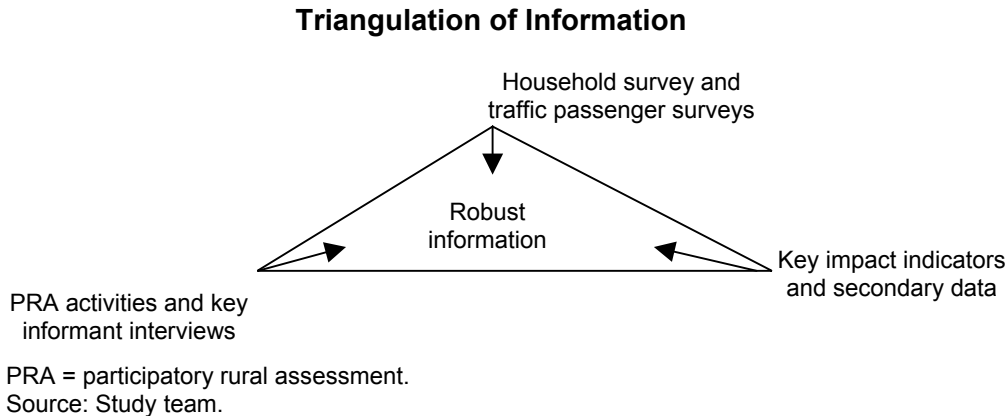 Triangulation of Information
Household survey and
traffic passenger surveys
Robust
information
Key impact indicators
and secondary data
PRA activities and key
informant interviews
PRA = participatory rural assessment.
Source: Study team.